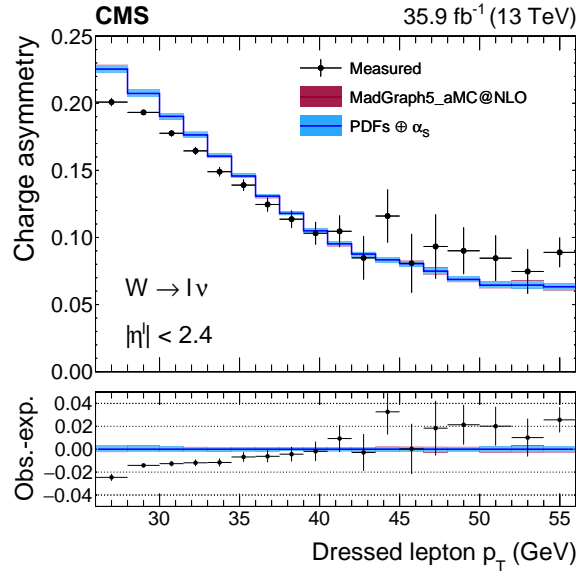 CMS 35.9 fb⁻¹ (13 TeV)
Charge asymmetry
0.25
0.20
0.15
0.10
0.05
0.00
Measured
MadGraph5_aMC@NLO
PDFs ⊕ αS
W → l ν
|ηˡ| < 2.4
Obs.-exp.
0.04
0.02
0.00
−0.02
−0.04
30 35 40 45 50 55
Dressed lepton pT (GeV)